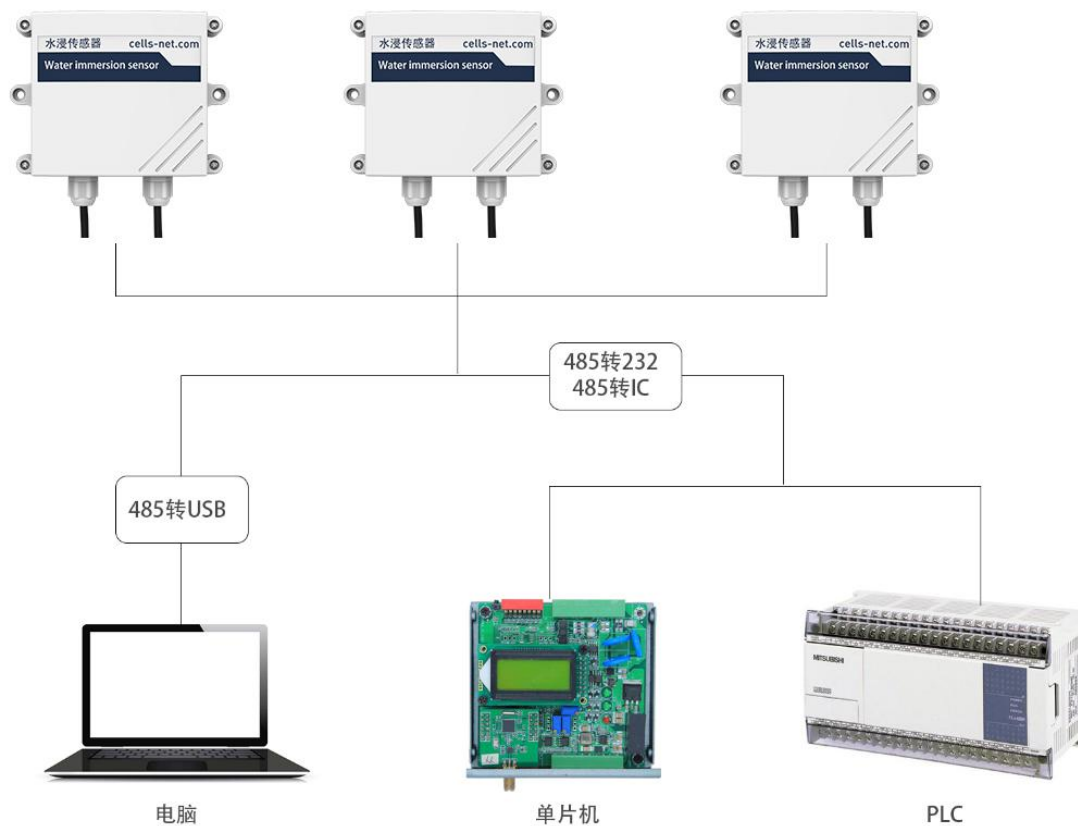 水浸传感器 cells-net.com
Water immersion sensor
水浸传感器 cells-net.com
Water immersion sensor
水浸传感器 cells-net.com
Water immersion sensor
485转232
485转IC
485转USB
MITSUBISHI
电脑
单片机
PLC